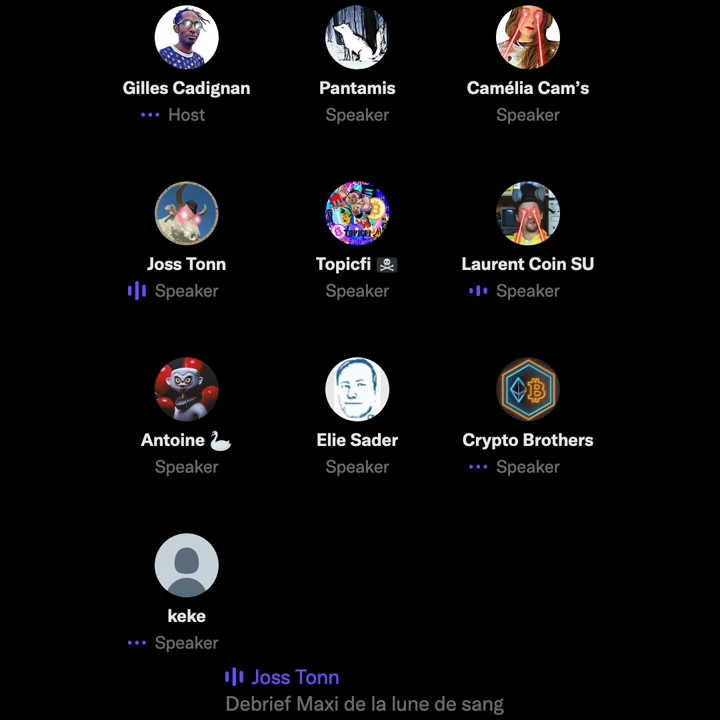 Gilles Cadignan
Pantamis
Camélia Cam's
Host
Speaker
Speaker
Joss Tonn
Topicfi ☠️
Laurent Coin SU
Speaker
Speaker
Speaker
Antoine 🦢
Elie Sader
Crypto Brothers
Speaker
Speaker
Speaker
keke
Speaker
Joss Tonn
Debrief Maxi de la lune de sang